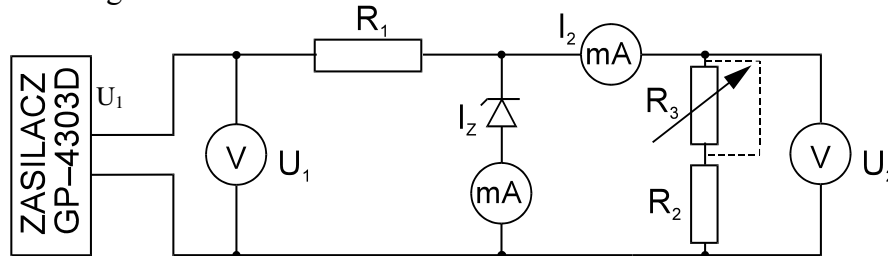 ZASILACZ
GP–4303D
U1
V
U1
R1
IZ
mA
I2
mA
R3
R2
V